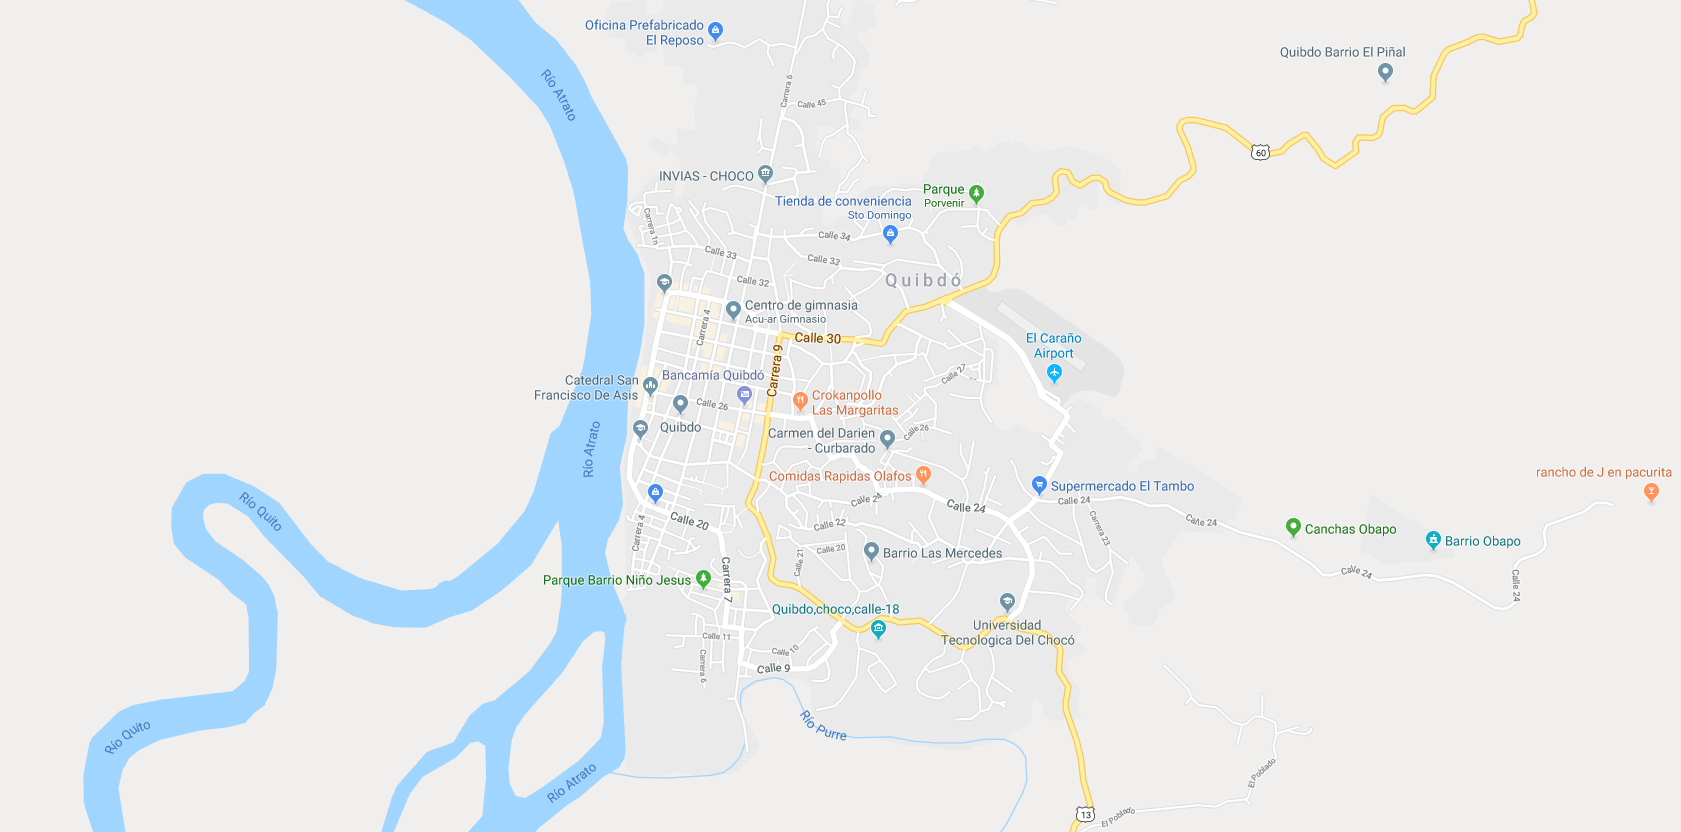 Oficina Prefabricado
El Reposo
Quibdo Barrio El Piñal
Río Atrato
Carrera 6
Calle 45
60
INVIAS - CHOCO
Parque
Porvenir
Tienda de conveniencia
Sto Domingo
Carrera 1n
Calle 34
Calle 33
Calle 33
Quibdó
Calle 32
Centro de gimnasia
Acu-ar Gimnasio
Carrera 4
Calle 30
El Caraño
Airport
Carrera 9
Catedral San
Francisco De Asis
Bancamía Quibdó
Calle 27
Crokanpollo
Las Margaritas
Calle 26
Quibdo
Carmen del Darien
- Curbarado
Calle 26
Río Atrato
Comidas Rapidas Olafos
Supermercado El Tambo
rancho de J en pacurita
Río Quito
Calle 24
Calle 24
Calle 24
Calle 24
Carrera 23
Canchas Obapo
Barrio Obapo
Calle 20
Carrera 4
Calle 22
Calle 20
Calle 21
Barrio Las Mercedes
Calle 24
Calle 24
Parque Barrio Niño Jesus
Carrera 7
Quibdo,choco,calle-18
Universidad
Tecnologica Del Chocó
Calle 11
Calle 10
Carrera 6
Calle 9
Río Purre
Río Quito
Río Atrato
El Poblado
13
El Poblado